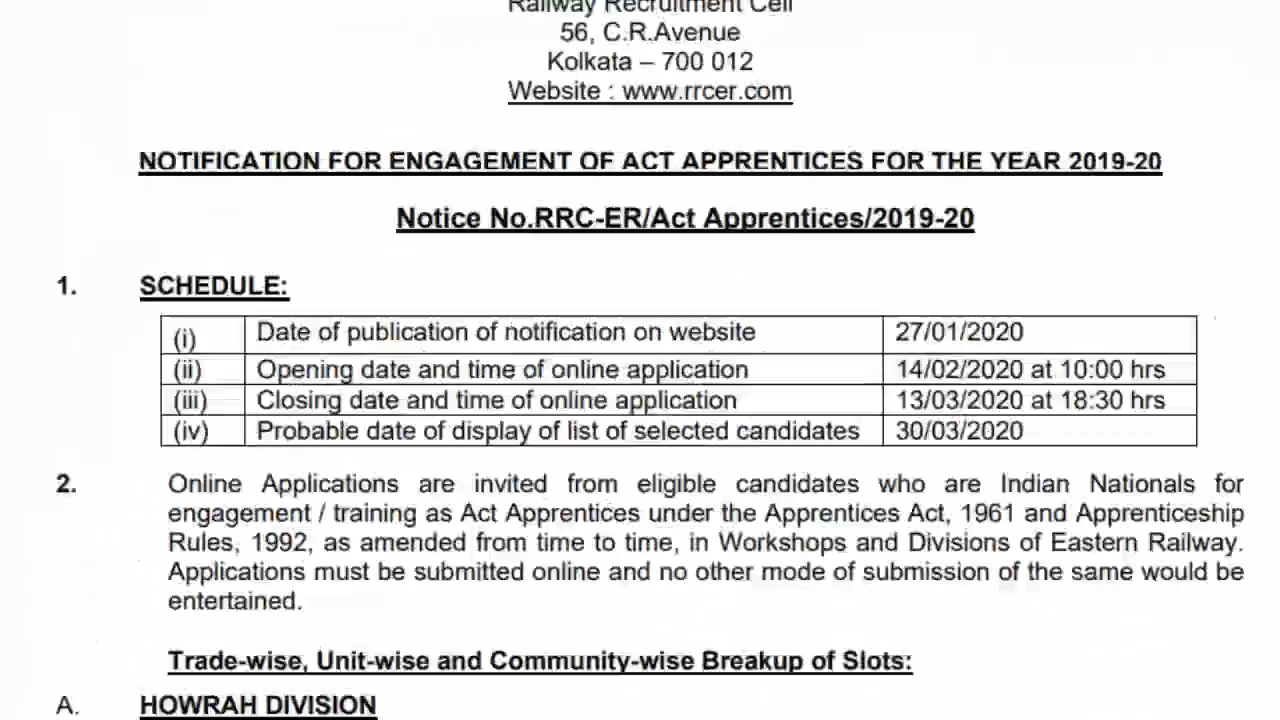 Railway Recruitment Cell
56, C.R.Avenue
Kolkata – 700 012
Website : www.rrcer.com
NOTIFICATION FOR ENGAGEMENT OF ACT APPRENTICES FOR THE YEAR 2019-20
Notice No.RRC-ER/Act Apprentices/2019-20
1. SCHEDULE:
(i) Date of publication of notification on website 27/01/2020
(ii) Opening date and time of online application 14/02/2020 at 10:00 hrs
(iii) Closing date and time of online application 13/03/2020 at 18:30 hrs
(iv) Probable date of display of list of selected candidates 30/03/2020
2. Online Applications are invited from eligible candidates who are Indian Nationals for
engagement / training as Act Apprentices under the Apprentices Act, 1961 and Apprenticeship
Rules, 1992, as amended from time to time, in Workshops and Divisions of Eastern Railway.
Applications must be submitted online and no other mode of submission of the same would be
entertained.
Trade-wise, Unit-wise and Community-wise Breakup of Slots:
A. HOWRAH DIVISION